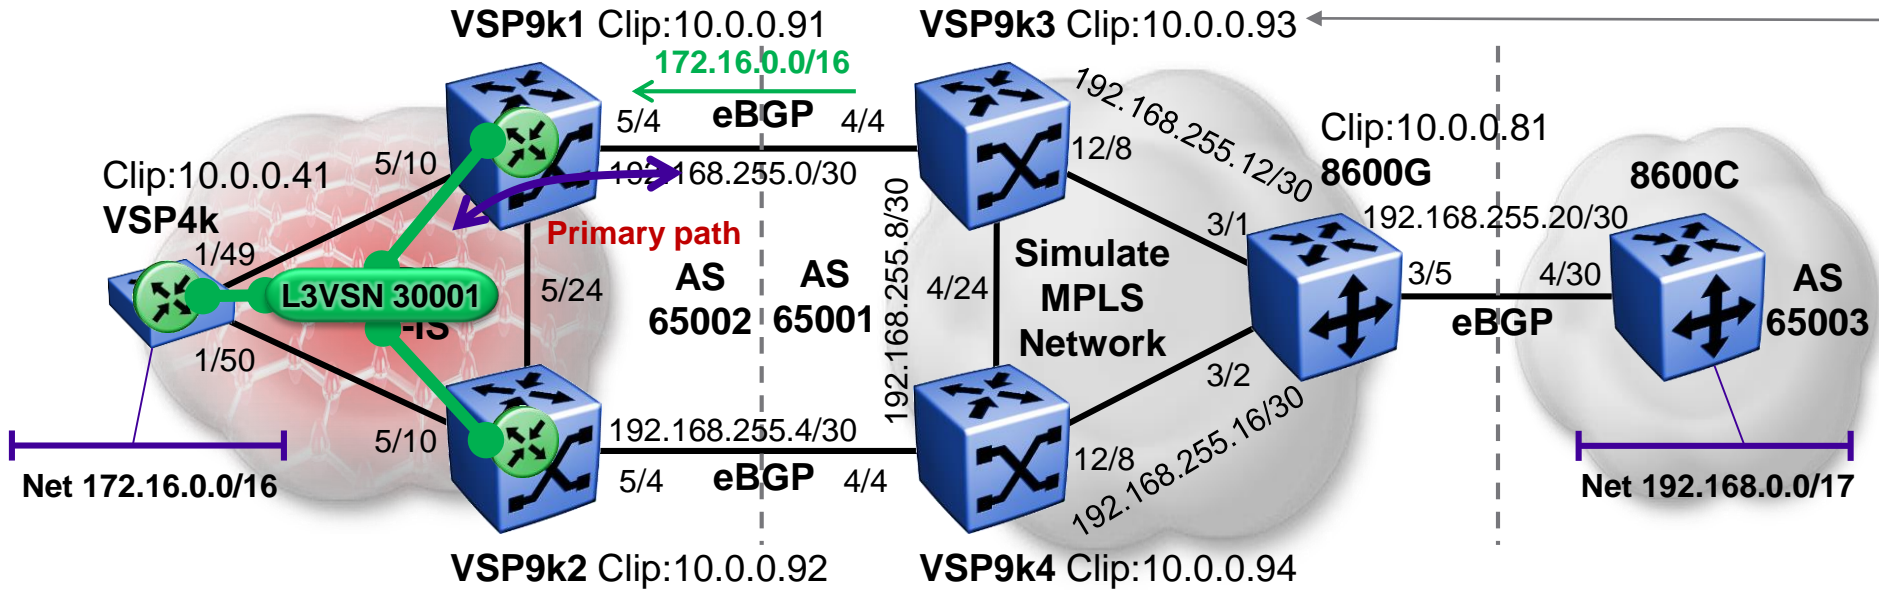 VSP9k1 Clip:10.0.0.91
VSP9k3 Clip:10.0.0.93
172.16.0.0/16
5/4
eBGP
4/4
192.168.255.0/30
5/10
Clip:10.0.0.41
VSP4k
1/49
Primary path
L3VSN 30001
-IS
5/24
AS
65002
AS
65001
192.168.255.8/30
4/24
Simulate
MPLS
Network
12/8
192.168.255.12/30
Clip:10.0.0.81
8600G
3/1
192.168.255.20/30
8600C
3/5
4/30
eBGP
AS
65003
3/2
192.168.255.16/30
12/8
1/50
5/10
192.168.255.4/30
5/4
eBGP
4/4
Net 172.16.0.0/16
Net 192.168.0.0/17
VSP9k2 Clip:10.0.0.92
VSP9k4 Clip:10.0.0.94